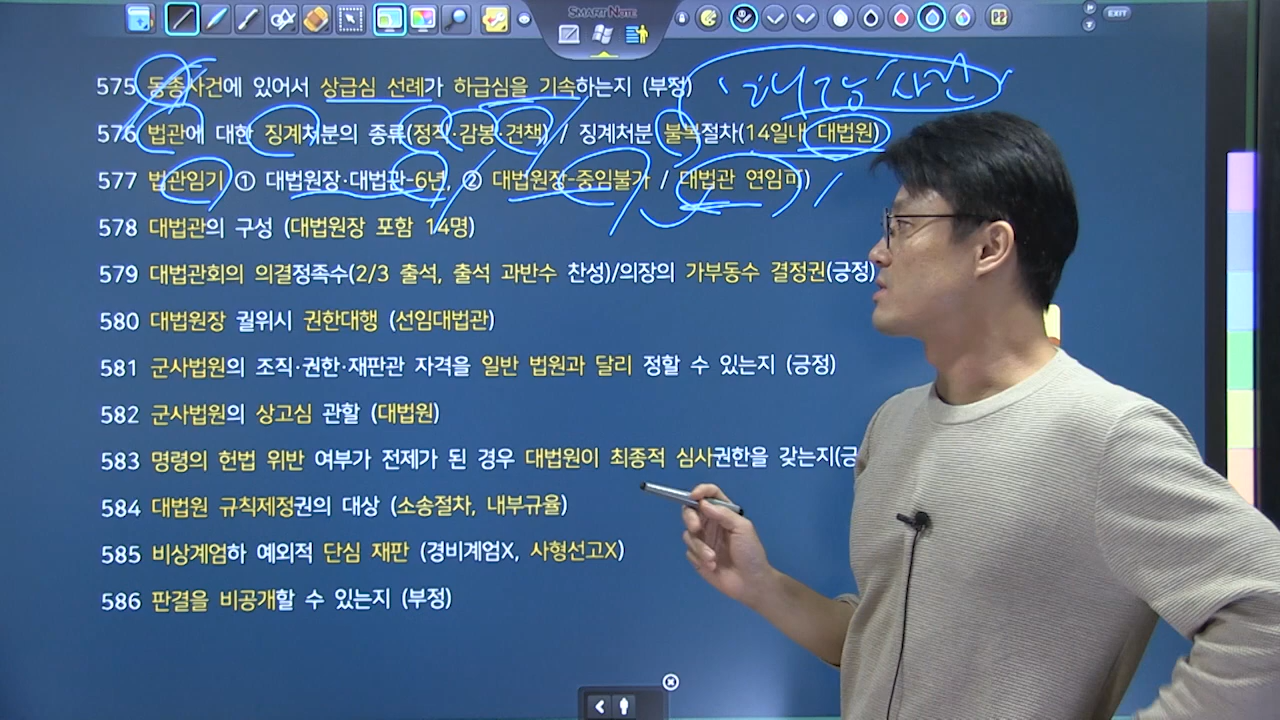 SMART NOTE
EXIT
'해당 사건
575 동종사건에 있어서 상급심 선례가 하급심을 기속하는지 (부정)
576 법관에 대한 징계처분의 종류(정직·감봉·견책) / 징계처분 불복절차(14일내 대법원)
577 법관임기 ① 대법원장·대법관-6년, ② 대법원장-중임불가 / 대법관 연임可)
578 대법관의 구성 (대법원장 포함 14명)
579 대법관회의 의결정족수(2/3 출석, 출석 과반수 찬성)/의장의 가부동수 결정권(긍정)
580 대법원장 궐위시 권한대행 (선임대법관)
581 군사법원의 조직·권한·재판관 자격을 일반 법원과 달리 정할 수 있는지 (긍정)
582 군사법원의 상고심 관할 (대법원)
583 명령의 헌법 위반 여부가 전제가 된 경우 대법원이 최종적 심사권한을 갖는지(긍
584 대법원 규칙제정권의 대상 (소송절차, 내부규율)
585 비상계엄하 예외적 단심 재판 (경비계엄X, 사형선고X)
586 판결을 비공개할 수 있는지 (부정)